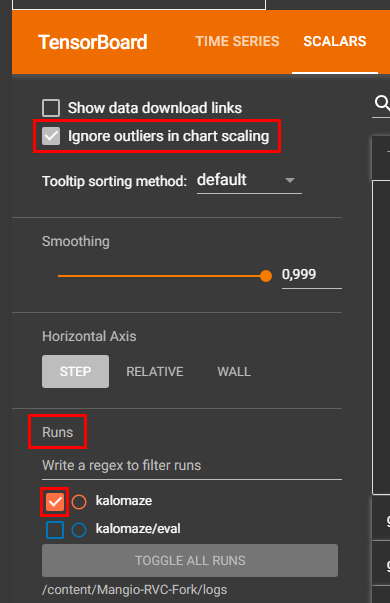 TensorBoard
TIME SERIES
SCALARS
Show data download links
Ignore outliers in chart scaling
Tooltip sorting method: default
Smoothing
0,999
Horizontal Axis
STEP
RELATIVE
WALL
Runs
Write a regex to filter runs
kalomaze
kalomaze/eval
TOGGLE ALL RUNS
/content/Mangio-RVC-Fork/logs